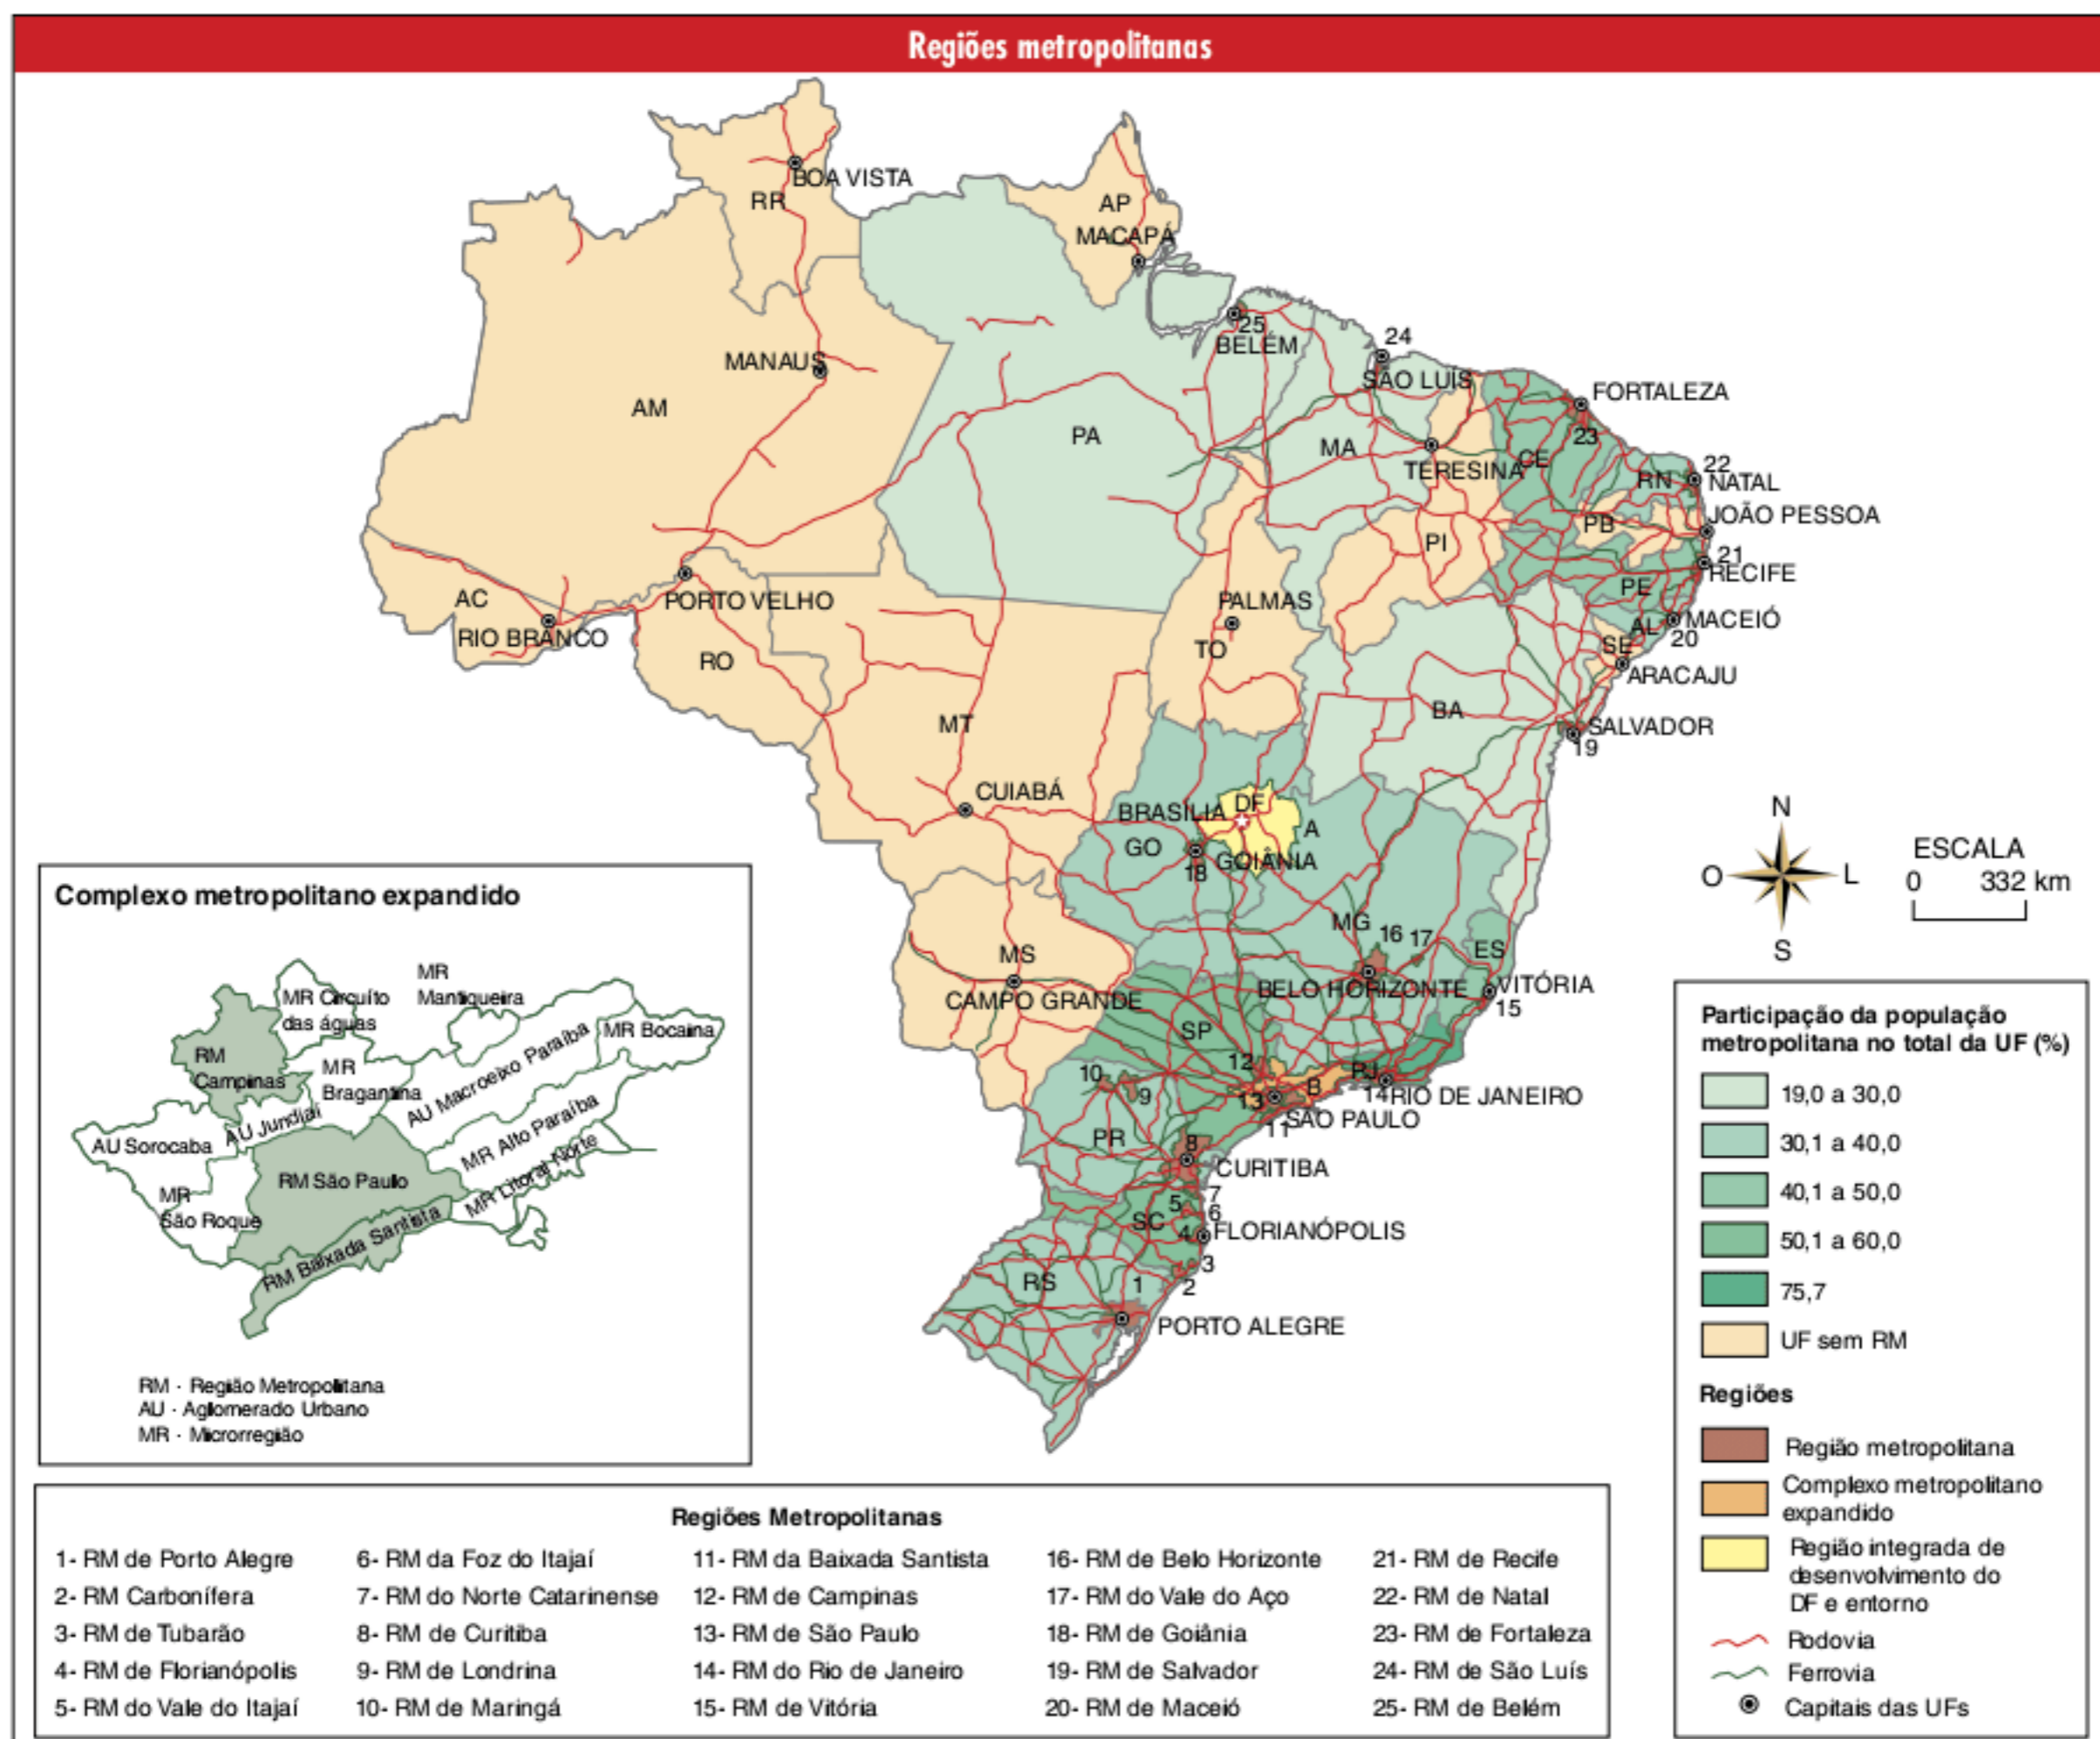 Regiões metropolitanas
BOA VISTA
RR
AP
MACAPÁ
25
BELÉM
24
SÃO LUIS
MANAUS
AM
PA
MA
TERESINA
CE
FORTALEZA
23
RN
22
NATAL
JOÃO PESSOA
PB
PI
21
RECIFE
PE
AC
RIO BRANCO
PORTO VELHO
RO
PALMAS
TO
AL
MACEIÓ
20
SE
ARACAJU
MT
BA
SALVADOR
19
CUIABÁ
BRASILIA
DF
A
GO
GOIÂNIA
18
N
O
L
S
ESCALA
0 332 km
MG
16
17
ES
MS
CAMPO GRANDE
BELO HORIZONTE
VITÓRIA
15
SP
12
RJ
B
14
RIO DE JANEIRO
10
9
13
SÃO PAULO
11
PR
8
CURITIBA
7
5
6
SC
4
FLORIANÓPOLIS
3
RS
1
2
PORTO ALEGRE
Complexo metropolitano expandido
MR
Mantiqueira
MR Circuíto
das águas
RM
Campinas
MR
Bragantina
AU Macroeixo Paraíba
MR Bocaina
AU Jundiaí
AU Sorocaba
MR Alto Paraíba
RM São Paulo
MR Litoral Norte
MR
São Roque
RM Baixada Santista
RM - Região Metropolitana
AU - Aglomerado Urbano
MR - Microrregião
Participação da população
metropolitana no total da UF (%)
19,0 a 30,0
30,1 a 40,0
40,1 a 50,0
50,1 a 60,0
75,7
UF sem RM
Regiões
Região metropolitana
Complexo metropolitano
expandido
Região integrada de
desenvolvimento do
DF e entorno
Rodovia
Ferrovia
Capitais das UFs
Regiões Metropolitanas
1- RM de Porto Alegre
2- RM Carbonífera
3- RM de Tubarão
4- RM de Florianópolis
5- RM do Vale do Itajaí
6- RM da Foz do Itajaí
7- RM do Norte Catarinense
8- RM de Curitiba
9- RM de Londrina
10- RM de Maringá
11- RM da Baixada Santista
12- RM de Campinas
13- RM de São Paulo
14- RM do Rio de Janeiro
15- RM de Vitória
16- RM de Belo Horizonte
17- RM do Vale do Aço
18- RM de Goiânia
19- RM de Salvador
20- RM de Maceió
21- RM de Recife
22- RM de Natal
23- RM de Fortaleza
24- RM de São Luís
25- RM de Belém